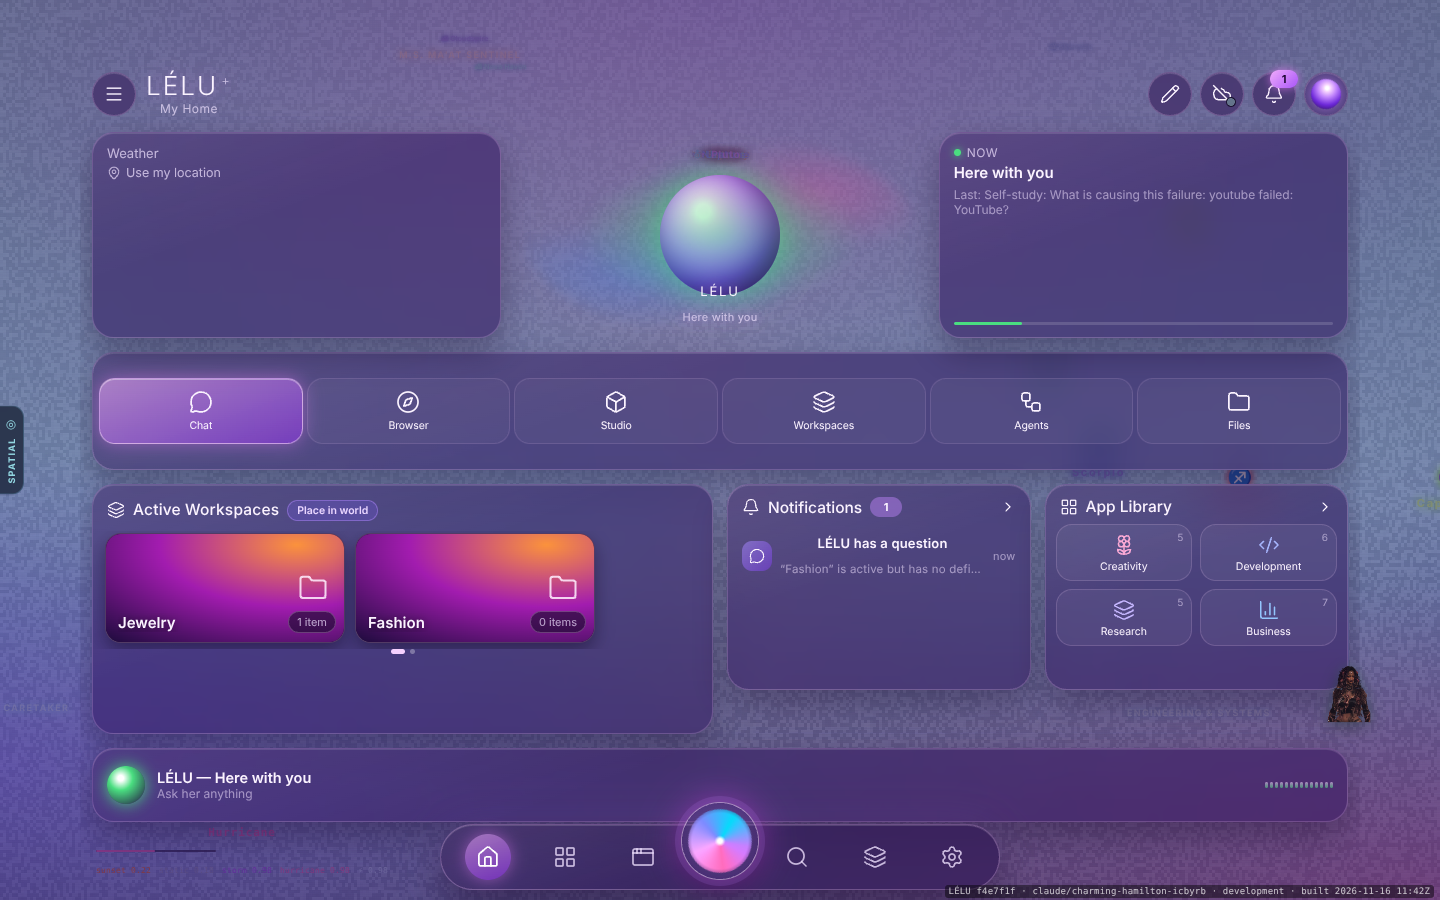 LÉLU +
My Home
1
Weather
Use my location
LÉLU
Here with you
NOW
Here with you
Last: Self-study: What is causing this failure: youtube failed:
YouTube?
SPATIAL
Chat
Browser
Studio
Workspaces
Agents
Files
Active Workspaces
Place in world
Jewelry
1 item
Fashion
0 items
Notifications
1
LÉLU has a question
"Fashion" is active but has no defi...
now
App Library
5
Creativity
6
Development
5
Research
7
Business
CARETAKER
LÉLU — Here with you
Ask her anything
LÉLU f4e7f1f · claude/charming-hamilton-icbyrb · development · built 2026-11-16 11:42Z